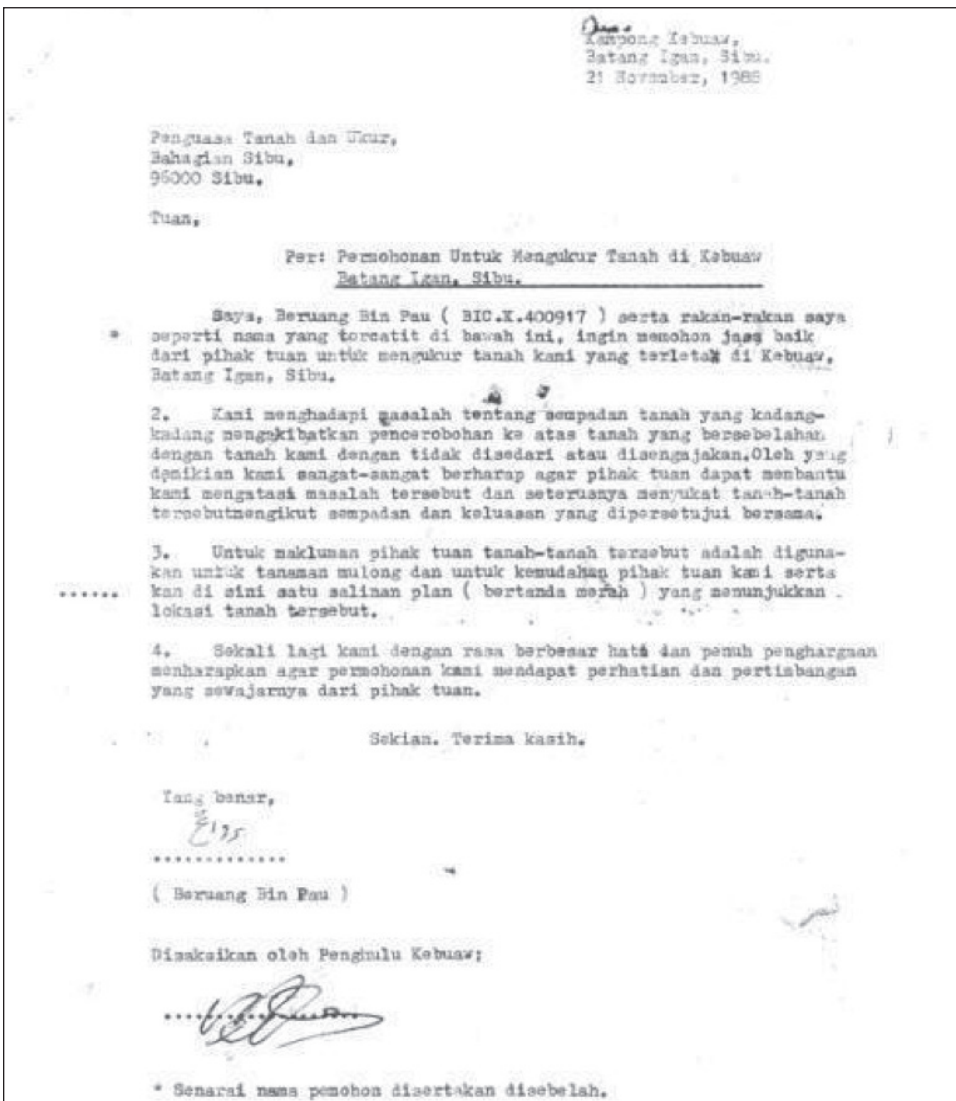 Kampong Kebuaw,
Batang Igan, Sibu.
21 November, 1986
Penguasa Tanah dan Ukur,
Bahagian Sibu,
96000 Sibu.
Tuan,
Per: Permohonan Untuk Mengukur Tanah di Kebuaw
Batang Igan, Sibu.
Saya, Beruang Bin Pau ( BIC.K.400917 ) serta rakan-rakan saya
* seperti nama yang tercatit di bawah ini, ingin memohon jasa baik
dari pihak tuan untuk mengukur tanah kami yang terletak di Kebuaw,
Batang Igan, Sibu.
2. Kami menghadapi masalah tentang sempadan tanah yang kadang-
kadang mengakibatkan pencerobohan ke atas tanah yang bersebelahan
dengan tanah kami dengan tidak disedari atau disengajakan.Oleh yang
demikian kami sangat-sangat berharap agar pihak tuan dapat membantu
kami mengatasi masalah tersebut dan seterusnya menyukat tanah-tanah
tersebutmengikut sempadan dan keluasan yang dipersetujui bersama.
3. Untuk makluman pihak tuan tanah-tanah tersebut adalah diguna-
kan untuk tanaman mulong dan untuk kemudahan pihak tuan kami serta
...... kan di sini satu salinan plan ( bertanda merah ) yang menunjukkan
lokasi tanah tersebut.
4. Sekali lagi kami dengan rasa berbesar hati dan penuh penghargaan
menharapkan agar permohonan kami mendapat perhatian dan pertimbangan
yang sewajarnya dari pihak tuan.
Sekian. Terima kasih.
Yang benar,
.............
( Beruang Bin Pau )
Disaksikan oleh Penghulu Kebuaw;
* Senarai nama pemohon disertakan disebelah.